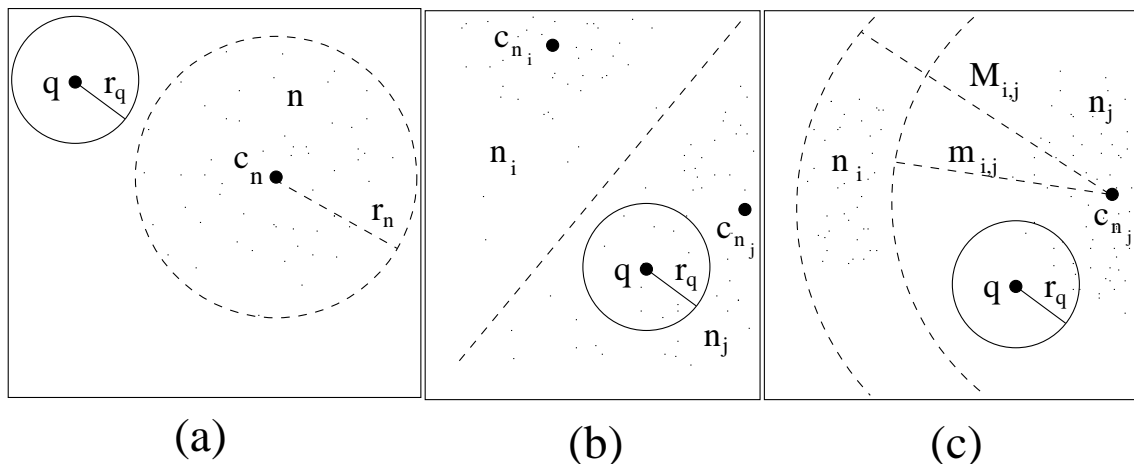 q r_q
n
c_n
r_n
(a)
c_{n_i}
n_i
c_{n_j}
q r_q
n_j
(b)
M_{i,j}
n_j
n_i
m_{i,j}
c_{n_j}
q r_q
(c)